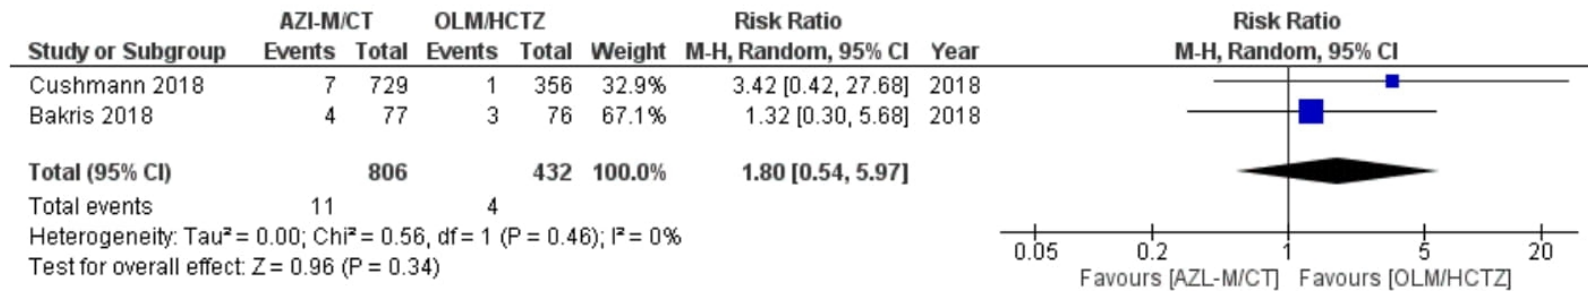 AZI-M/CT OLM/HCTZ Risk Ratio Risk Ratio
Study or Subgroup Events Total Events Total Weight M-H, Random, 95% CI Year M-H, Random, 95% CI
Cushmann 2018 7 729 1 356 32.9% 3.42 [0.42, 27.68] 2018
Bakris 2018 4 77 3 76 67.1% 1.32 [0.30, 5.68] 2018
Total (95% CI) 806 432 100.0% 1.80 [0.54, 5.97]
Total events 11 4
Heterogeneity: Tau² = 0.00; Chi² = 0.56, df = 1 (P = 0.46); I² = 0%
Test for overall effect: Z = 0.96 (P = 0.34)
0.05 0.2 1 5 20
Favours [AZL-M/CT] Favours [OLM/HCTZ]